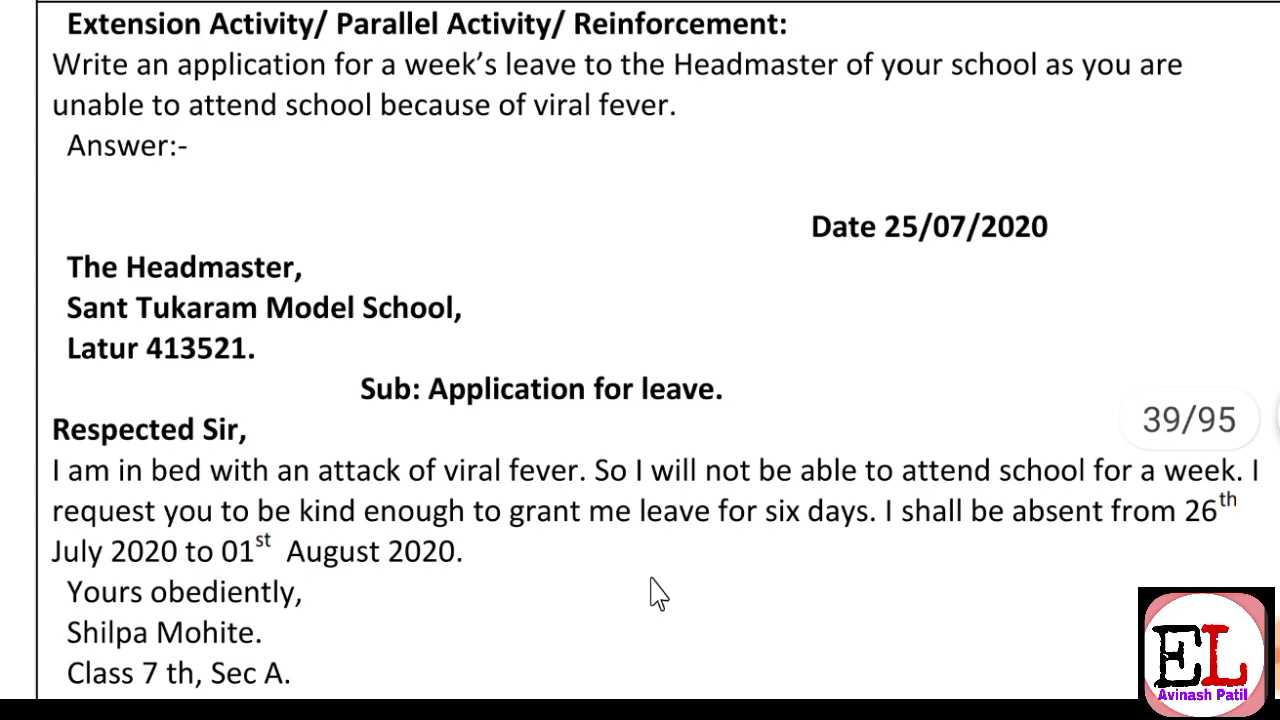 Extension Activity/ Parallel Activity/ Reinforcement:
Write an application for a week’s leave to the Headmaster of your school as you are
unable to attend school because of viral fever.
Answer:-
Date 25/07/2020
The Headmaster,
Sant Tukaram Model School,
Latur 413521.
Sub: Application for leave.
Respected Sir,
39/95
I am in bed with an attack of viral fever. So I will not be able to attend school for a week. I
request you to be kind enough to grant me leave for six days. I shall be absent from 26th
July 2020 to 01st August 2020.
Yours obediently,
Shilpa Mohite.
Class 7 th, Sec A.
EL
Avinash Patil